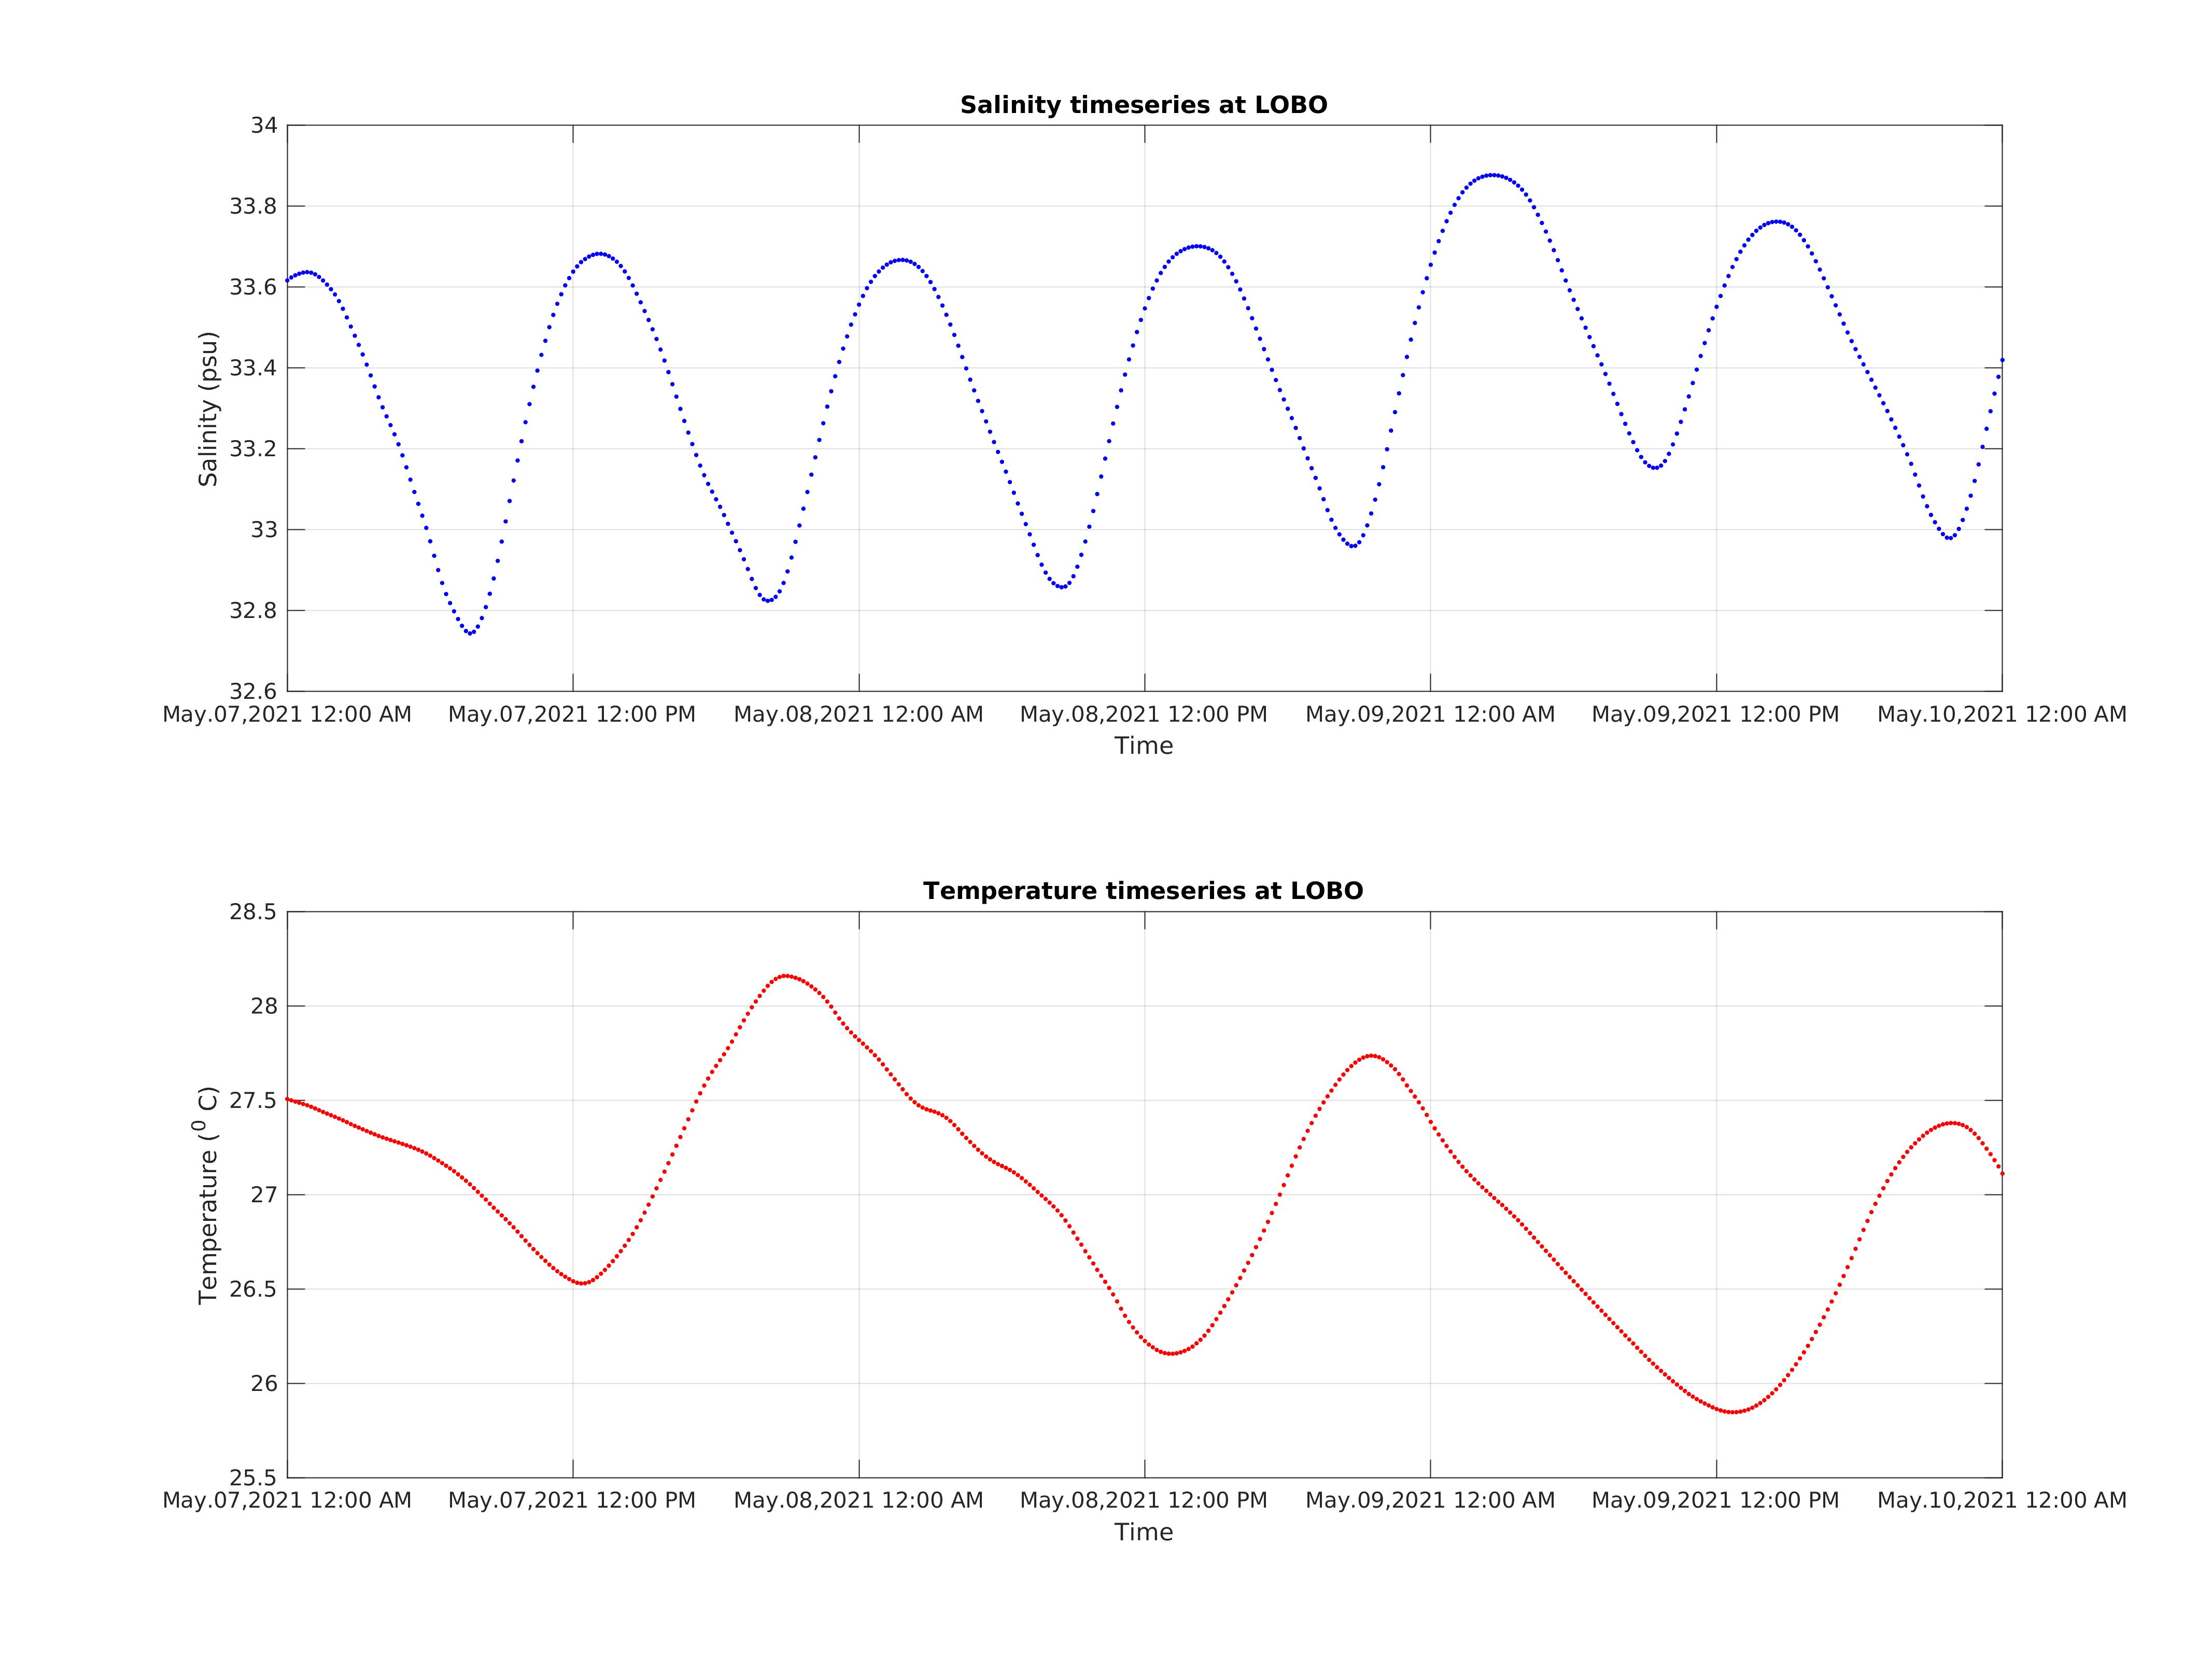 Salinity timeseries at LOBO
34
33.8
33.6
33.4
33.2
33
32.8
32.6
Salinity (psu)
May.07,2021 12:00 AM May.07,2021 12:00 PM May.08,2021 12:00 AM May.08,2021 12:00 PM May.09,2021 12:00 AM May.09,2021 12:00 PM May.10,2021 12:00 AM
Time
Temperature timeseries at LOBO
28.5
28
27.5
27
26.5
26
25.5
Temperature (⁰ C)
May.07,2021 12:00 AM May.07,2021 12:00 PM May.08,2021 12:00 AM May.08,2021 12:00 PM May.09,2021 12:00 AM May.09,2021 12:00 PM May.10,2021 12:00 AM
Time